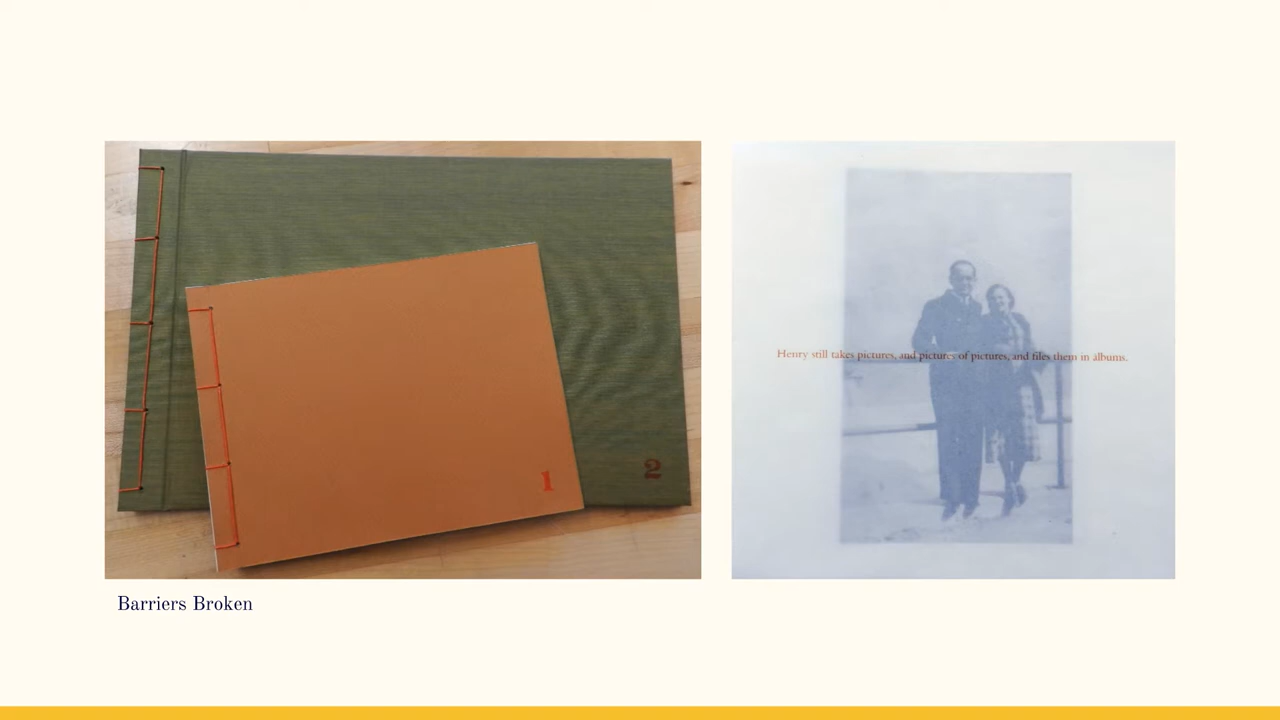 2
1
Henry still takes pictures, and pictures of pictures, and files them in albums.
Barriers Broken